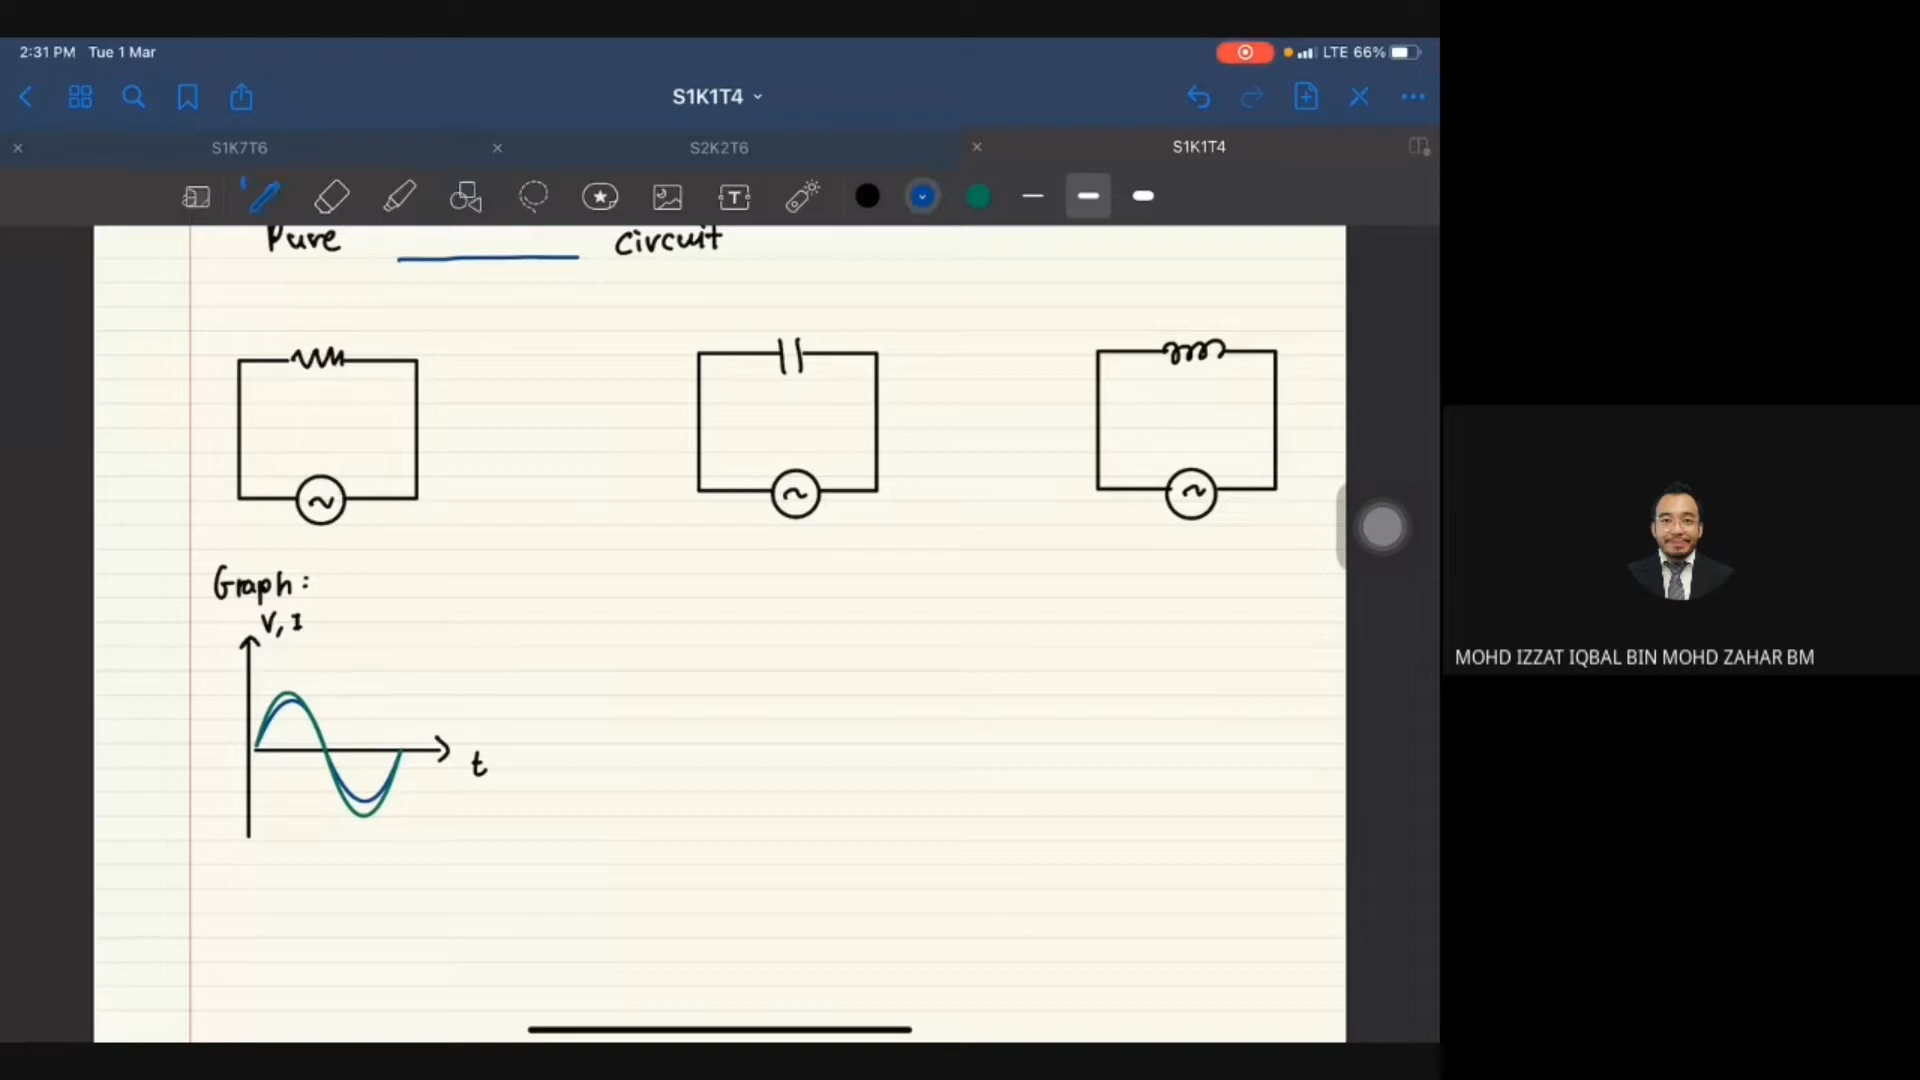 2:31 PM Tue 1 Mar
LTE 66%
S1K1T4
S1K7T6
S2K2T6
S1K1T4
T
Pure ________ Circuit
Graph:
V, I
t
MOHD IZZAT IQBAL BIN MOHD ZAHAR BM